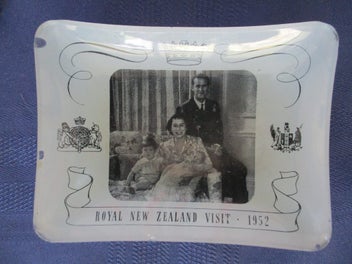 ROYAL NEW ZEALAND VISIT · 1952